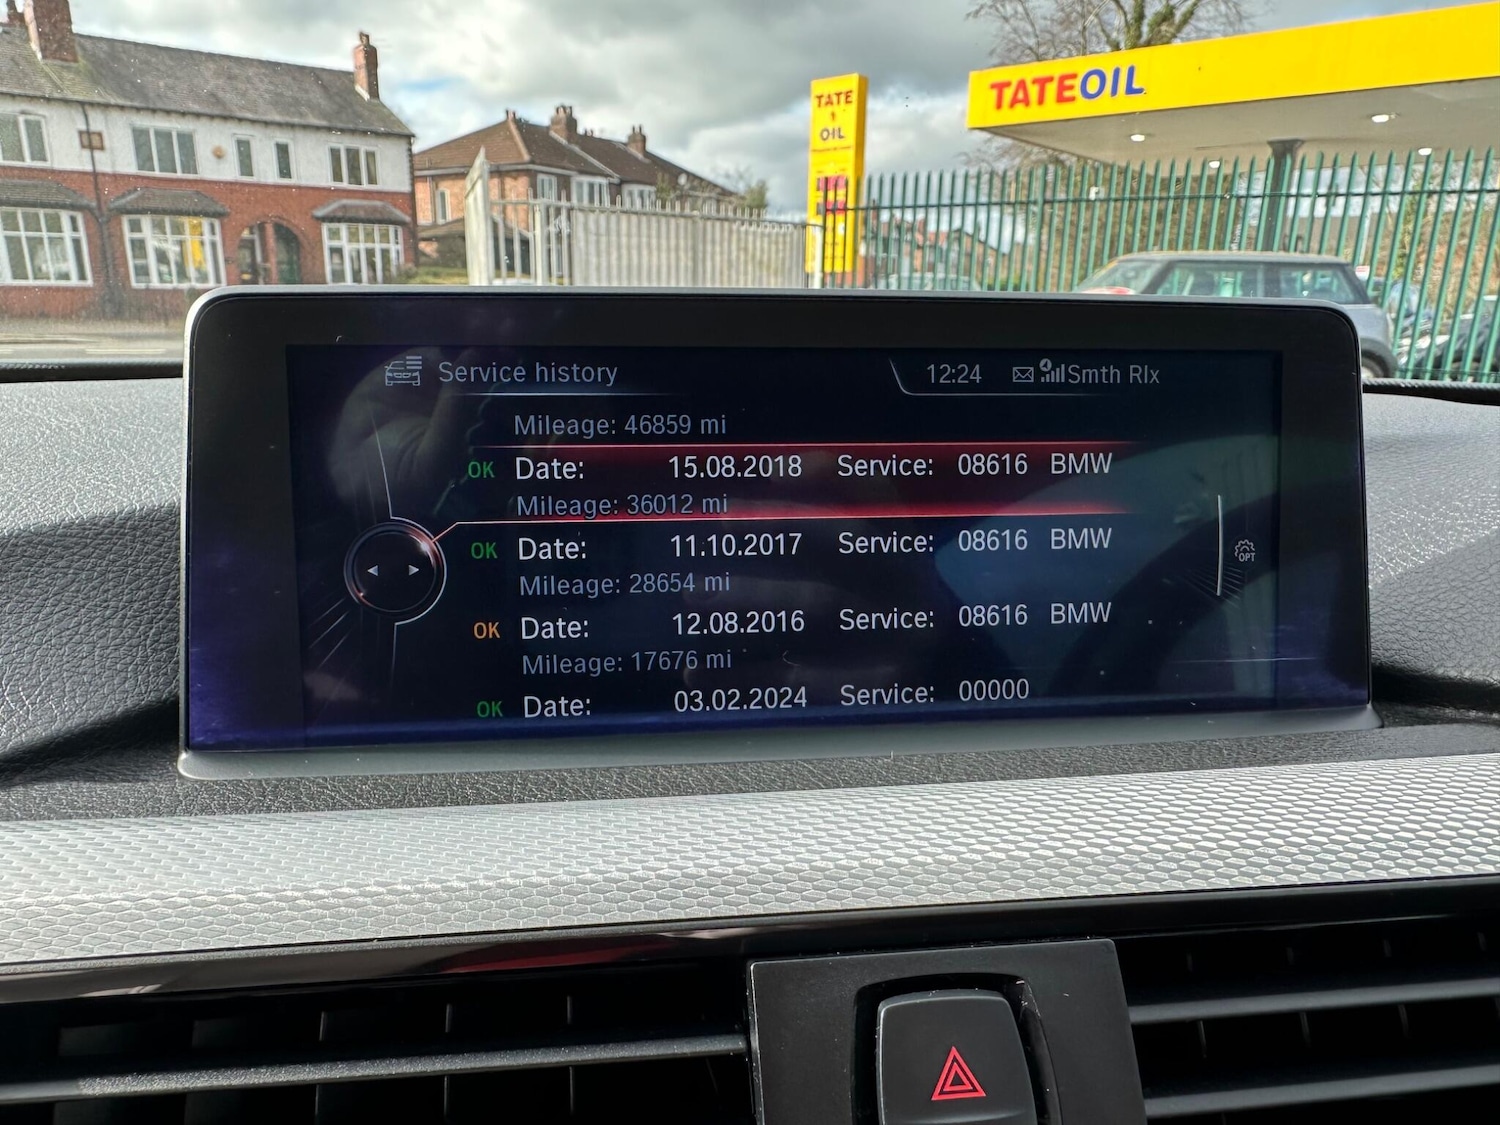 TATE OIL
TATE
OIL
Service history 12:24 Smth Rlx
Mileage: 46859 mi
OK Date: 15.08.2018 Service: 08616 BMW
Mileage: 36012 mi
OK Date: 11.10.2017 Service: 08616 BMW
Mileage: 28654 mi
OK Date: 12.08.2016 Service: 08616 BMW
Mileage: 17676 mi
OK Date: 03.02.2024 Service: 00000
OPT